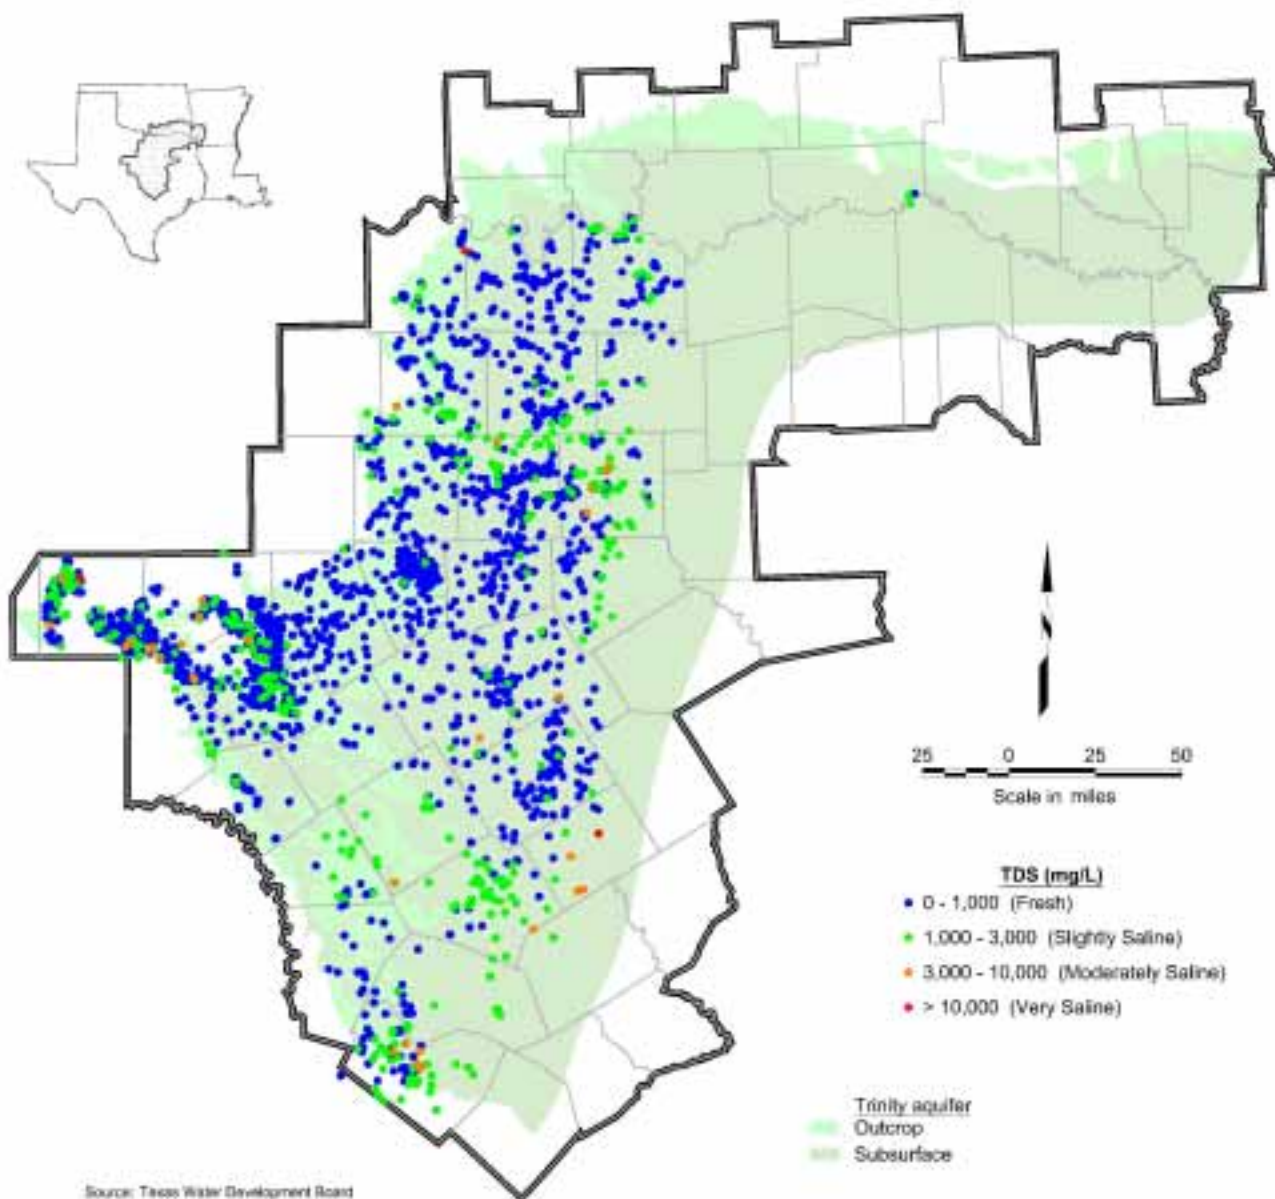 25 0 25 50
Scale in miles
TDS (mg/L)
0 - 1,000 (Fresh)
1,000 - 3,000 (Slightly Saline)
3,000 - 10,000 (Moderately Saline)
> 10,000 (Very Saline)
Trinity aquifer
Outcrop
Subsurface
Source: Texas Water Development Board